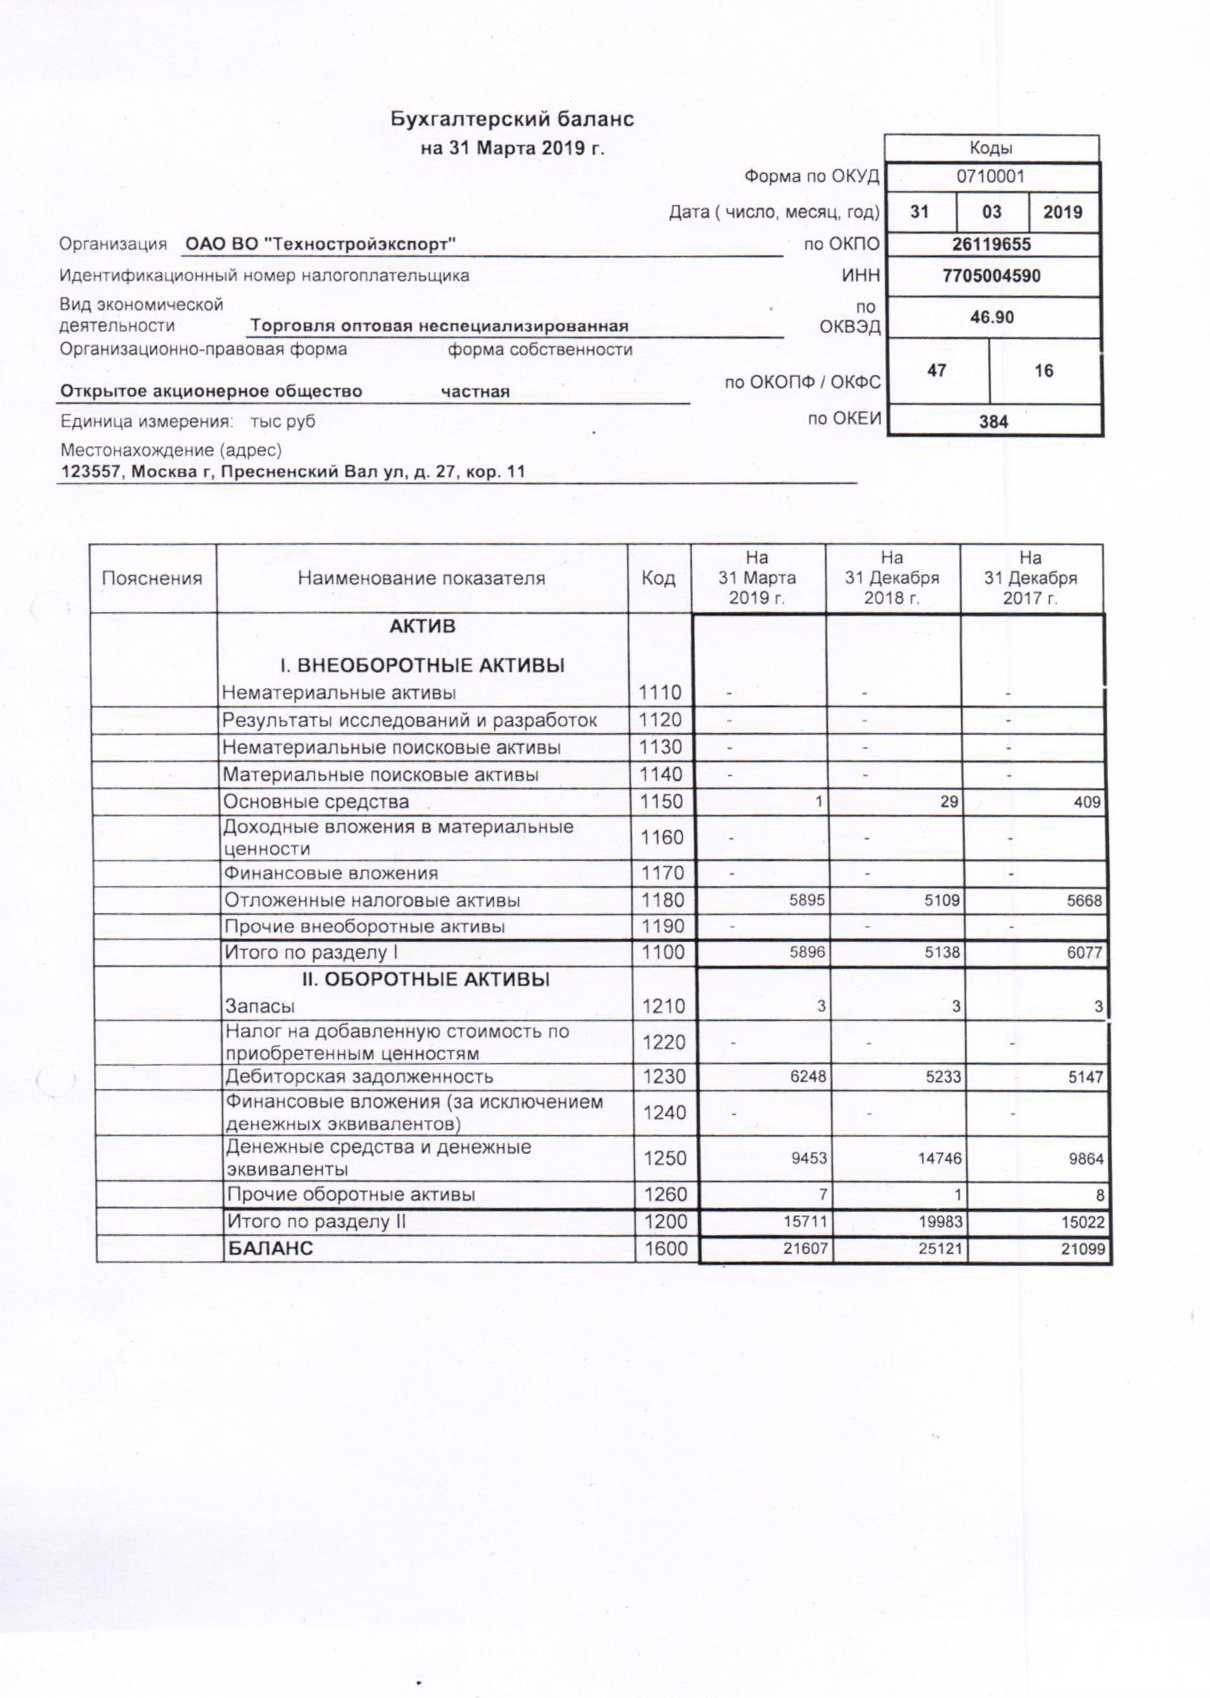 Бухгалтерский баланс
на 31 Марта 2019 г.
Коды
Форма по ОКУД 0710001
Дата ( число, месяц, год) 31 03 2019
Организация ОАО ВО "Техностройэкспорт" по ОКПО 26119655
Идентификационный номер налогоплательщика ИНН 7705004590
Вид экономической
деятельности Торговля оптовая неспециализированная
по
ОКВЭД 46.90
Организационно-правовая форма форма собственности
Открытое акционерное общество частная по ОКОПФ / ОКФС 47 16
Единица измерения: тыс руб по ОКЕИ 384
Местонахождение (адрес)
123557, Москва г, Пресненский Вал ул, д. 27, кор. 11
Пояснения Наименование показателя Код На 31 Марта 2019 г. На 31 Декабря 2018 г. На 31 Декабря 2017 г.
АКТИВ
I. ВНЕОБОРОТНЫЕ АКТИВЫ
Нематериальные активы 1110 - - -
Результаты исследований и разработок 1120 - - -
Нематериальные поисковые активы 1130 - - -
Материальные поисковые активы 1140 - - -
Основные средства 1150 1 29 409
Доходные вложения в материальные
ценности 1160 - - -
Финансовые вложения 1170 - - -
Отложенные налоговые активы 1180 5895 5109 5668
Прочие внеоборотные активы 1190 - - -
Итого по разделу I 1100 5896 5138 6077
II. ОБОРОТНЫЕ АКТИВЫ
Запасы 1210 3 3 3
Налог на добавленную стоимость по
приобретенным ценностям 1220 - - -
Дебиторская задолженность 1230 6248 5233 5147
Финансовые вложения (за исключением
денежных эквивалентов) 1240 - - -
Денежные средства и денежные
эквиваленты 1250 9453 14746 9864
Прочие оборотные активы 1260 7 1 8
Итого по разделу II 1200 15711 19983 15022
БАЛАНС 1600 21607 25121 21099